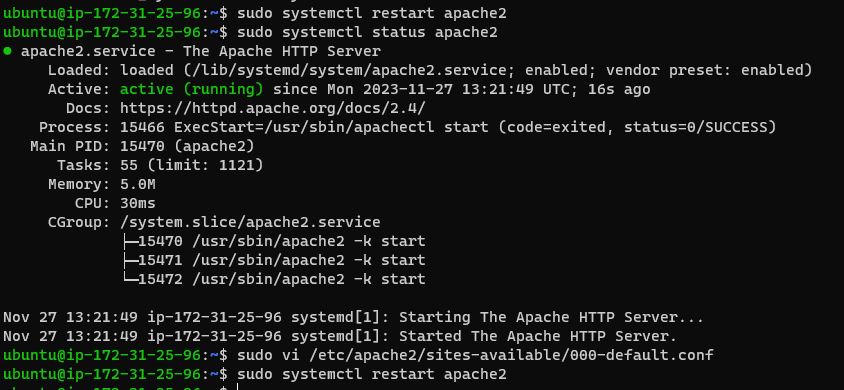 ubuntu@ip-172-31-25-96:~$ sudo systemctl restart apache2
ubuntu@ip-172-31-25-96:~$ sudo systemctl status apache2
● apache2.service - The Apache HTTP Server
     Loaded: loaded (/lib/systemd/system/apache2.service; enabled; vendor preset: enabled)
     Active: active (running) since Mon 2023-11-27 13:21:49 UTC; 16s ago
       Docs: https://httpd.apache.org/docs/2.4/
    Process: 15466 ExecStart=/usr/sbin/apachectl start (code=exited, status=0/SUCCESS)
   Main PID: 15470 (apache2)
      Tasks: 55 (limit: 1121)
     Memory: 5.0M
        CPU: 30ms
     CGroup: /system.slice/apache2.service
             ├─15470 /usr/sbin/apache2 -k start
             ├─15471 /usr/sbin/apache2 -k start
             └─15472 /usr/sbin/apache2 -k start

Nov 27 13:21:49 ip-172-31-25-96 systemd[1]: Starting The Apache HTTP Server...
Nov 27 13:21:49 ip-172-31-25-96 systemd[1]: Started The Apache HTTP Server.
ubuntu@ip-172-31-25-96:~$ sudo vi /etc/apache2/sites-available/000-default.conf
ubuntu@ip-172-31-25-96:~$ sudo systemctl restart apache2
ubuntu@ip-172-31-25-96:~$